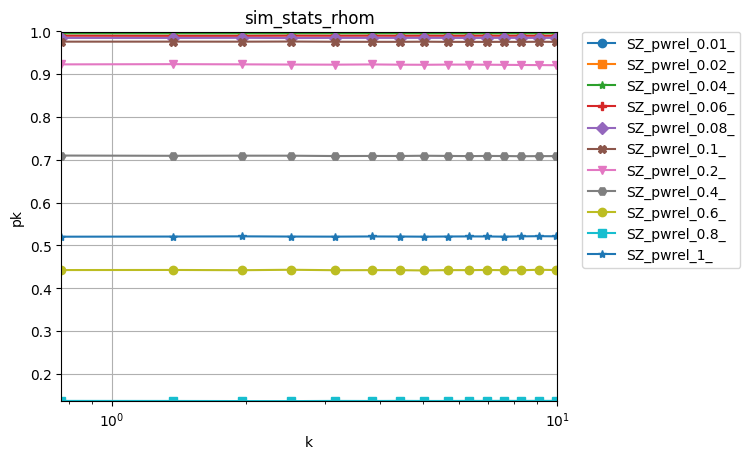 sim_stats_rhom
1.0
0.9
0.8
0.7
0.6
0.5
0.4
0.3
0.2
pk
10⁰
10¹
k
SZ_pwrel_0.01_
SZ_pwrel_0.02_
SZ_pwrel_0.04_
SZ_pwrel_0.06_
SZ_pwrel_0.08_
SZ_pwrel_0.1_
SZ_pwrel_0.2_
SZ_pwrel_0.4_
SZ_pwrel_0.6_
SZ_pwrel_0.8_
SZ_pwrel_1_